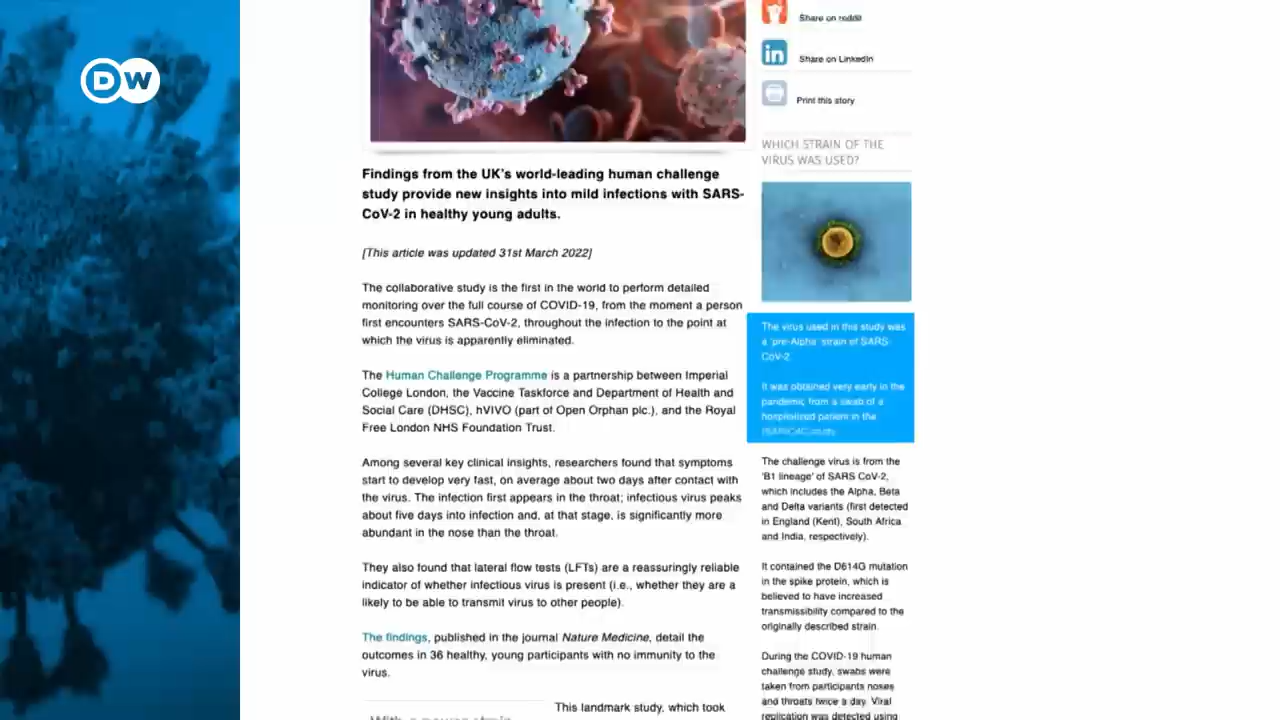 DW
Findings from the UK's world-leading human challenge
study provide new insights into mild infections with SARS-
CoV-2 in healthy young adults.
[This article was updated 31st March 2022]
The collaborative study is the first in the world to perform detailed
monitoring over the full course of COVID-19, from the moment a person
first encounters SARS-CoV-2, throughout the infection to the point at
which the virus is apparently eliminated.
The Human Challenge Programme is a partnership between Imperial
College London, the Vaccine Taskforce and Department of Health and
Social Care (DHSC), hVIVO (part of Open Orphan plc.), and the Royal
Free London NHS Foundation Trust.
Among several key clinical insights, researchers found that symptoms
start to develop very fast, on average about two days after contact with
the virus. The infection first appears in the throat; infectious virus peaks
about five days into infection and, at that stage, is significantly more
abundant in the nose than the throat.
They also found that lateral flow tests (LFTs) are a reassuringly reliable
indicator of whether infectious virus is present (i.e., whether they are a
likely to be able to transmit virus to other people).
The findings, published in the journal Nature Medicine, detail the
outcomes in 36 healthy, young participants with no immunity to the
virus.
This landmark study, which took
Share on reddit
in
Share on LinkedIn
Print this story
WHICH STRAIN OF THE
VIRUS WAS USED?
The virus used in this study was
a 'pre-Alpha' strain of SARS-
CoV-2.
It was obtained very early in the
pandemic from a swab of a
hospitalised patient in the
The challenge virus is from the
'B1 lineage' of SARS CoV-2,
which includes the Alpha, Beta
and Delta variants (first detected
in England (Kent), South Africa
and India, respectively).
It contained the D614G mutation
in the spike protein, which is
believed to have increased
transmissibility compared to the
originally described strain.
During the COVID-19 human
challenge study, swabs were
taken from participants noses
and throats twice a day. Viral
replication was detected using